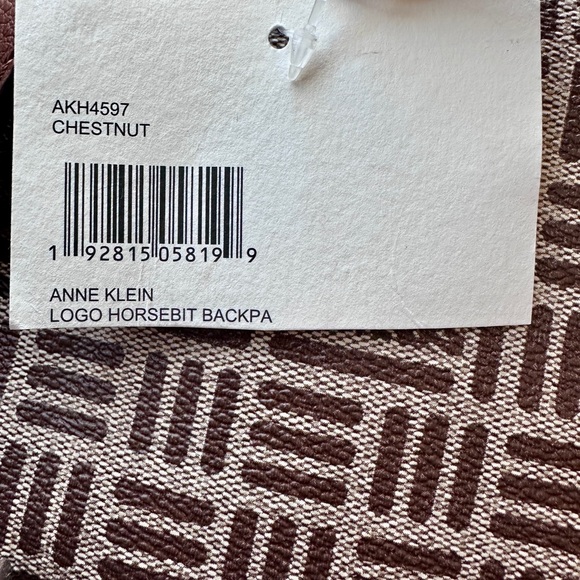 AKH4597
CHESTNUT
1 92815 05819 9
ANNE KLEIN
LOGO HORSEBIT BACKPA